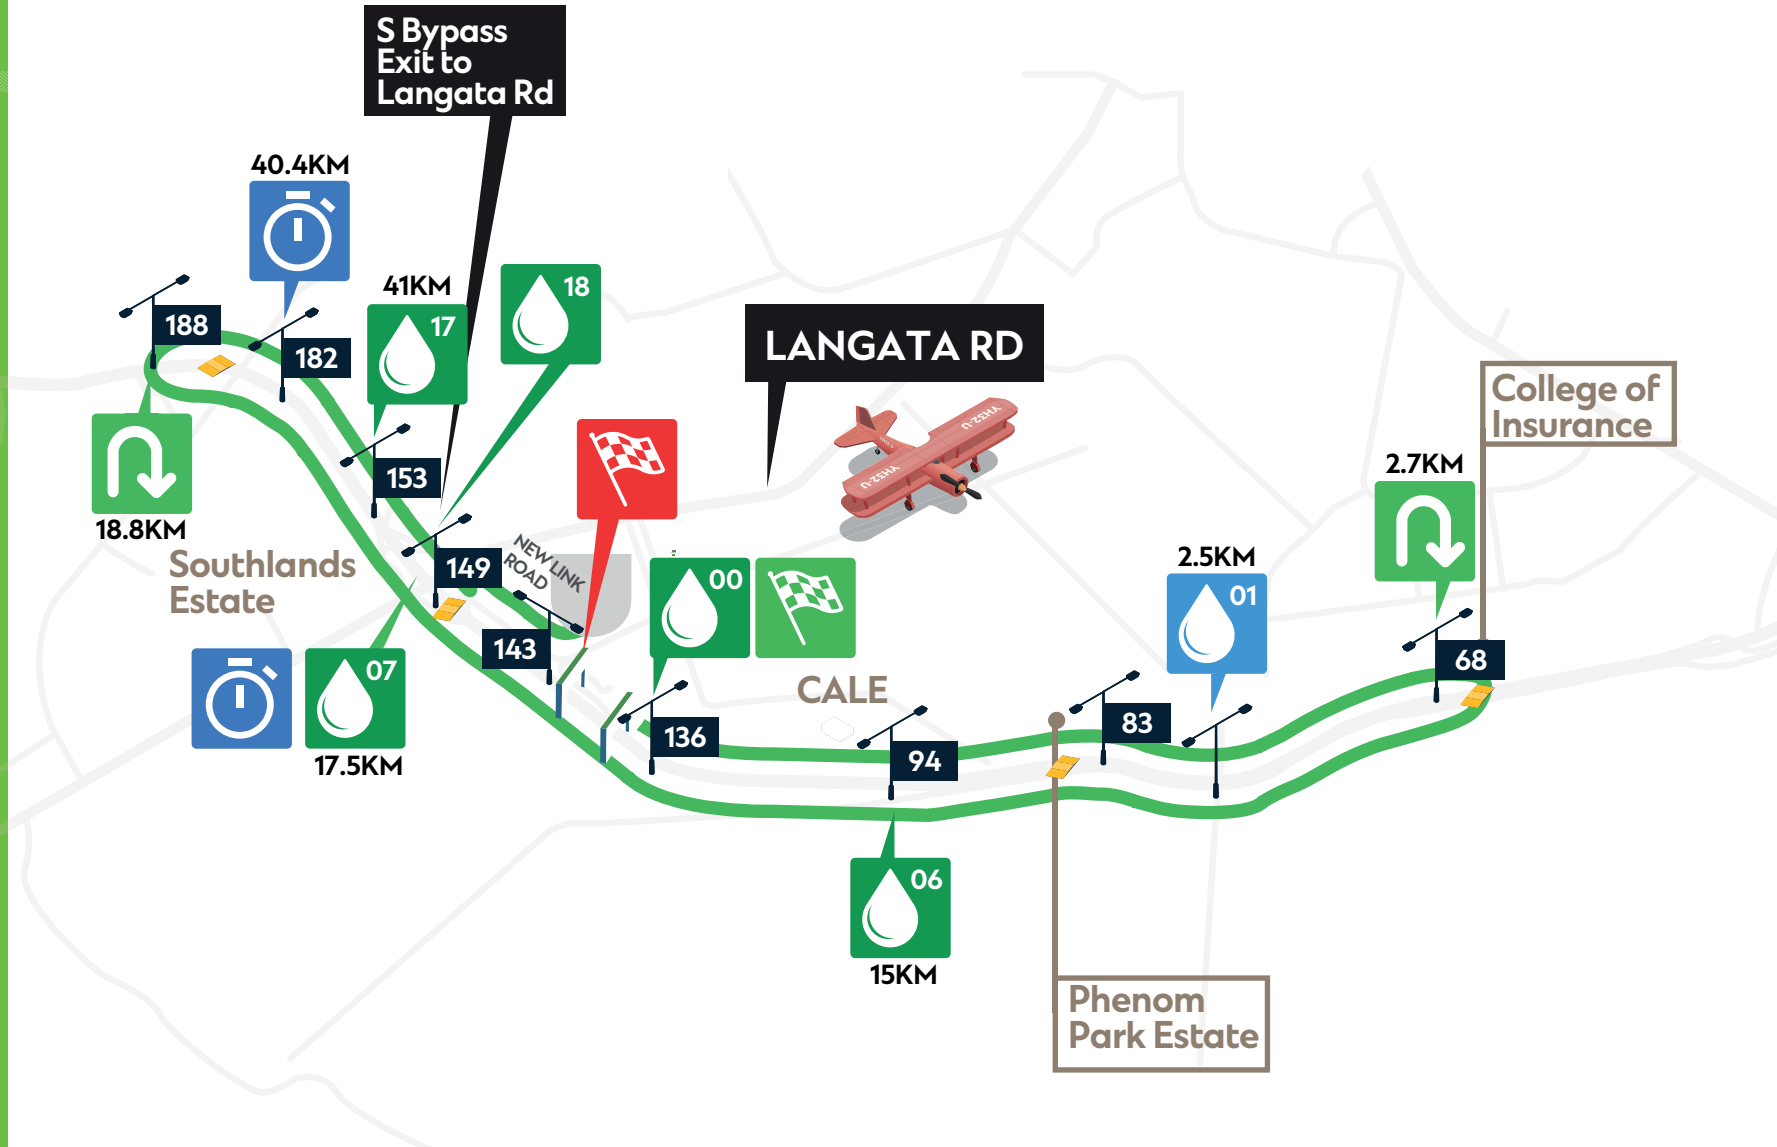 S Bypass
Exit to
Langata Rd
40.4KM
188
182
41KM
17
18
LANGATA RD
YH32-U
YH32-U
College of
Insurance
2.7KM
18.8KM
153
Southlands
Estate
149
NEW LINK
ROAD
143
00
2.5KM
01
68
07
17.5KM
CALE
136
94
83
06
15KM
Phenom
Park Estate